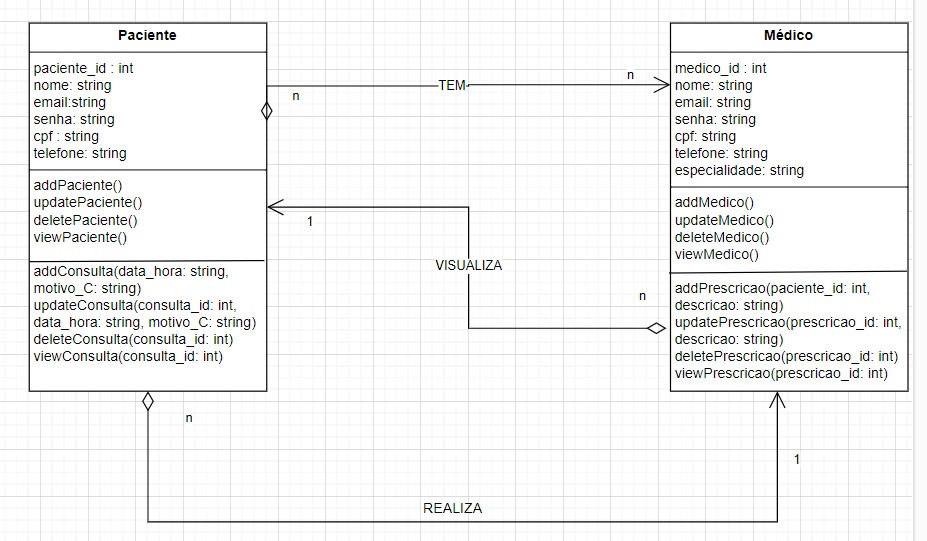 Paciente
paciente_id : int
nome: string
email:string
senha: string
cpf : string
telefone: string
addPaciente()
updatePaciente()
deletePaciente()
viewPaciente()
addConsulta(data_hora: string,
motivo_C: string)
updateConsulta(consulta_id: int,
data_hora: string, motivo_C: string)
deleteConsulta(consulta_id: int)
viewConsulta(consulta_id: int)
n
TEM
n
1
VISUALIZA
n
Médico
medico_id : int
nome: string
email: string
senha: string
cpf: string
telefone: string
especialidade: string
addMedico()
updateMedico()
deleteMedico()
viewMedico()
addPrescricao(paciente_id: int,
descricao: string)
updatePrescricao(prescricao_id: int,
descricao: string)
deletePrescricao(prescricao_id: int)
viewPrescricao(prescricao_id: int)
n
1
REALIZA